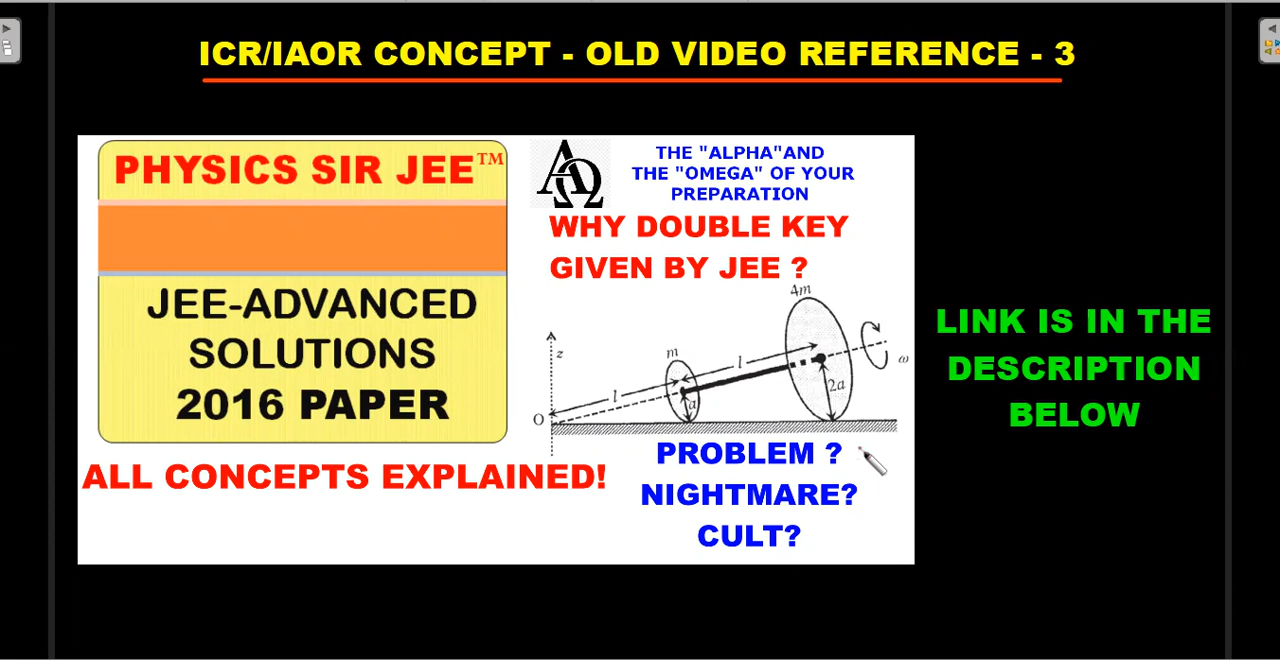 ICR/IAOR CONCEPT - OLD VIDEO REFERENCE - 3
PHYSICS SIR JEE™
JEE-ADVANCED
SOLUTIONS
2016 PAPER
ALL CONCEPTS EXPLAINED!
ΑΩ
THE "ALPHA"AND
THE "OMEGA" OF YOUR
PREPARATION
WHY DOUBLE KEY
GIVEN BY JEE ?
4m
z
m
l
l
ω
a
2a
O
PROBLEM ?
NIGHTMARE?
CULT?
LINK IS IN THE
DESCRIPTION
BELOW